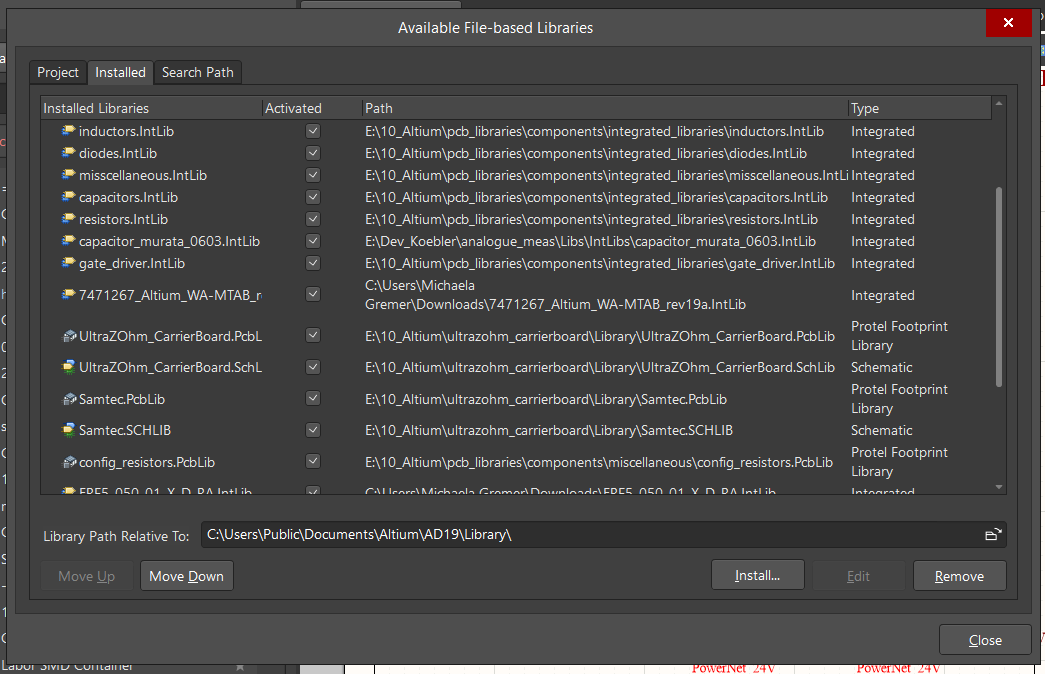 Available File-based Libraries
Project Installed Search Path
Installed Libraries Activated Path Type
inductors.IntLib E:\10_Altium\pcb_libraries\components\integrated_libraries\inductors.IntLib Integrated
diodes.IntLib E:\10_Altium\pcb_libraries\components\integrated_libraries\diodes.IntLib Integrated
misscellaneous.IntLib E:\10_Altium\pcb_libraries\components\integrated_libraries\misscellaneous.IntLi Integrated
capacitors.IntLib E:\10_Altium\pcb_libraries\components\integrated_libraries\capacitors.IntLib Integrated
resistors.IntLib E:\10_Altium\pcb_libraries\components\integrated_libraries\resistors.IntLib Integrated
capacitor_murata_0603.IntLib E:\Dev_Koebler\analogue_meas\Libs\IntLibs\capacitor_murata_0603.IntLib Integrated
gate_driver.IntLib E:\10_Altium\pcb_libraries\components\integrated_libraries\gate_driver.IntLib Integrated
C:\Users\Michaela
7471267_Altium_WA-MTAB_r Gremer\Downloads\7471267_Altium_WA-MTAB_rev19a.IntLib Integrated
UltraZOhm_CarrierBoard.PcbL E:\10_Altium\ultrazohm_carrierboard\Library\UltraZOhm_CarrierBoard.PcbLib Protel Footprint
Library
UltraZOhm_CarrierBoard.SchL E:\10_Altium\ultrazohm_carrierboard\Library\UltraZOhm_CarrierBoard.SchLib Schematic
Samtec.PcbLib E:\10_Altium\ultrazohm_carrierboard\Library\Samtec.PcbLib Protel Footprint
Library
Samtec.SCHLIB E:\10_Altium\ultrazohm_carrierboard\Library\Samtec.SCHLIB Schematic
config_resistors.PcbLib E:\10_Altium\pcb_libraries\components\miscellaneous\config_resistors.PcbLib Protel Footprint
Library
C:\Users\Michaela Gremer\Downloads\ Integrated
Library Path Relative To: C:\Users\Public\Documents\Altium\AD19\Library\
Move Up Move Down Install... Edit Remove
Close
Labor SMD Container PowerNet_24V PowerNet_24V